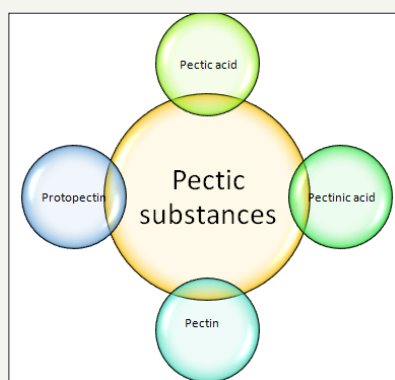 Pectic acid
Pectic
substances
Protopectin
Pectinic acid
Pectin